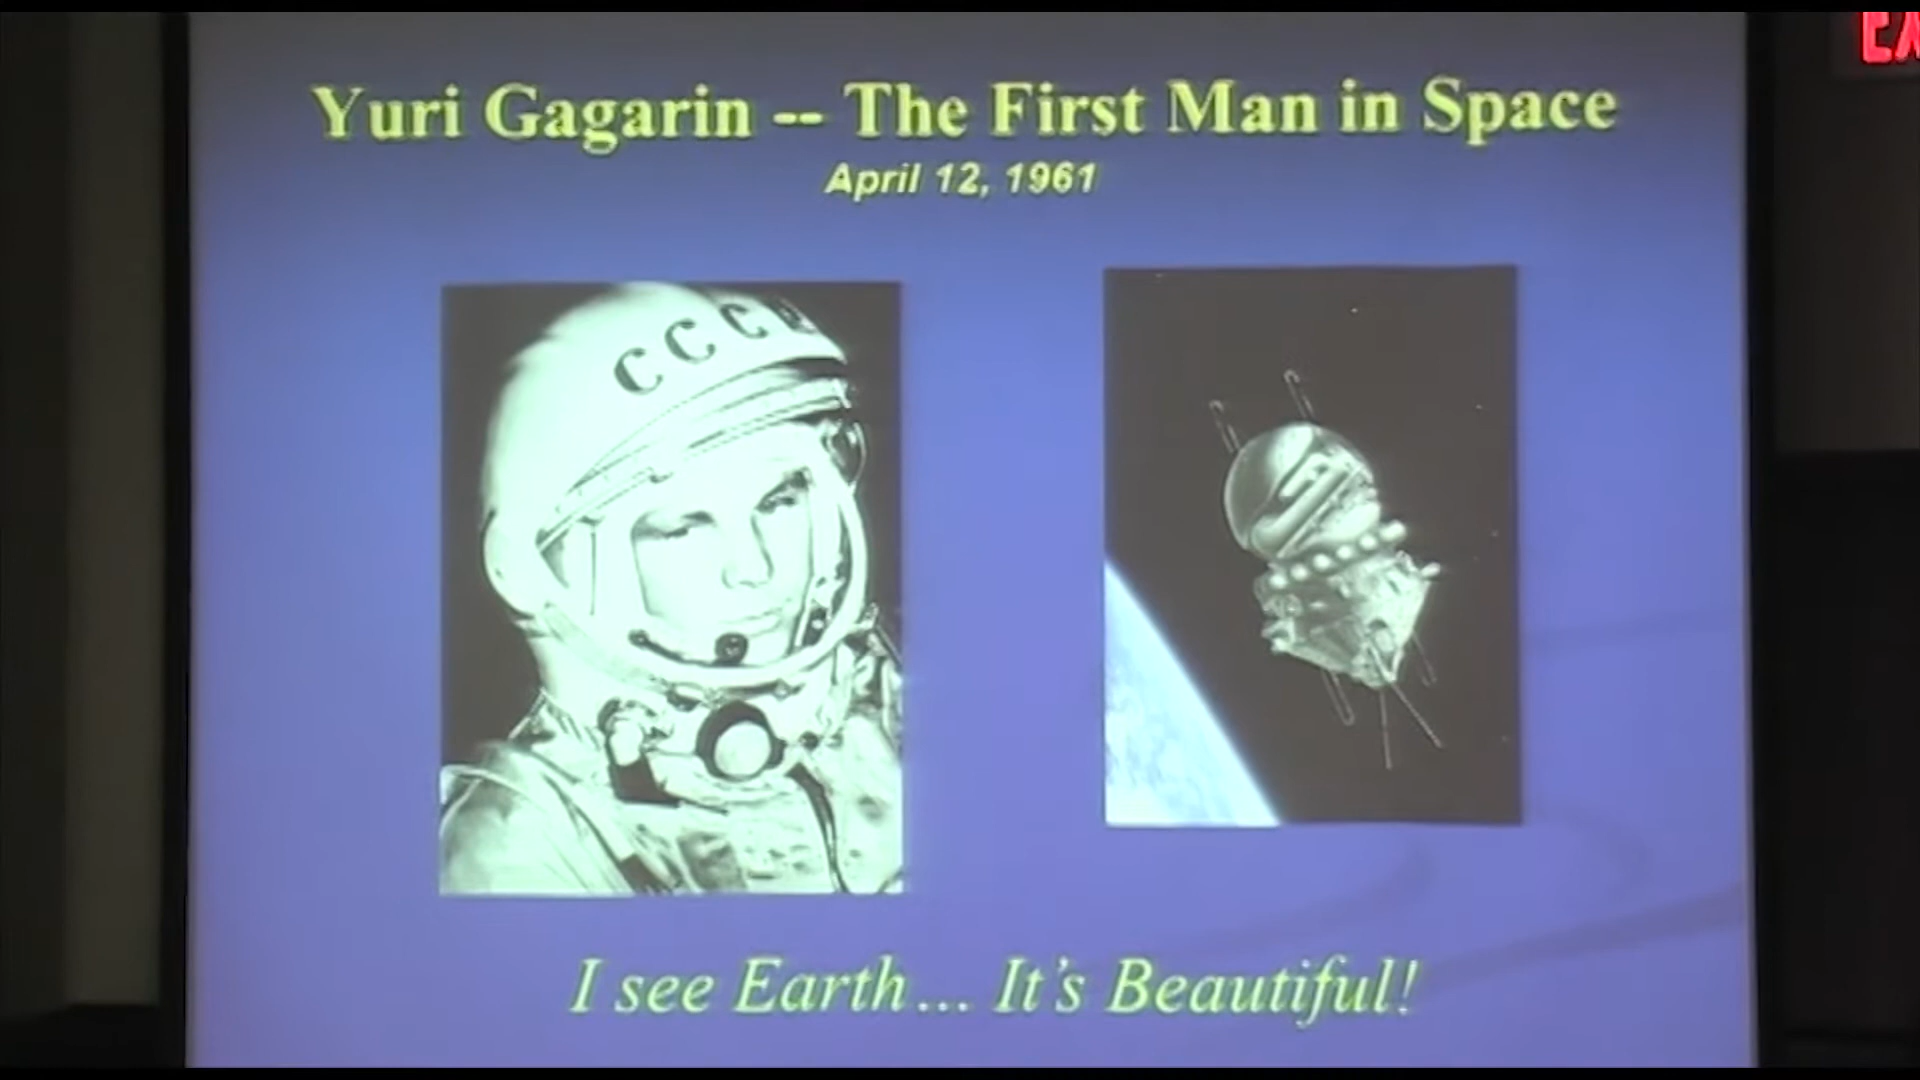 Yuri Gagarin -- The First Man in Space
April 12, 1961
CCCP
I see Earth... It's Beautiful!